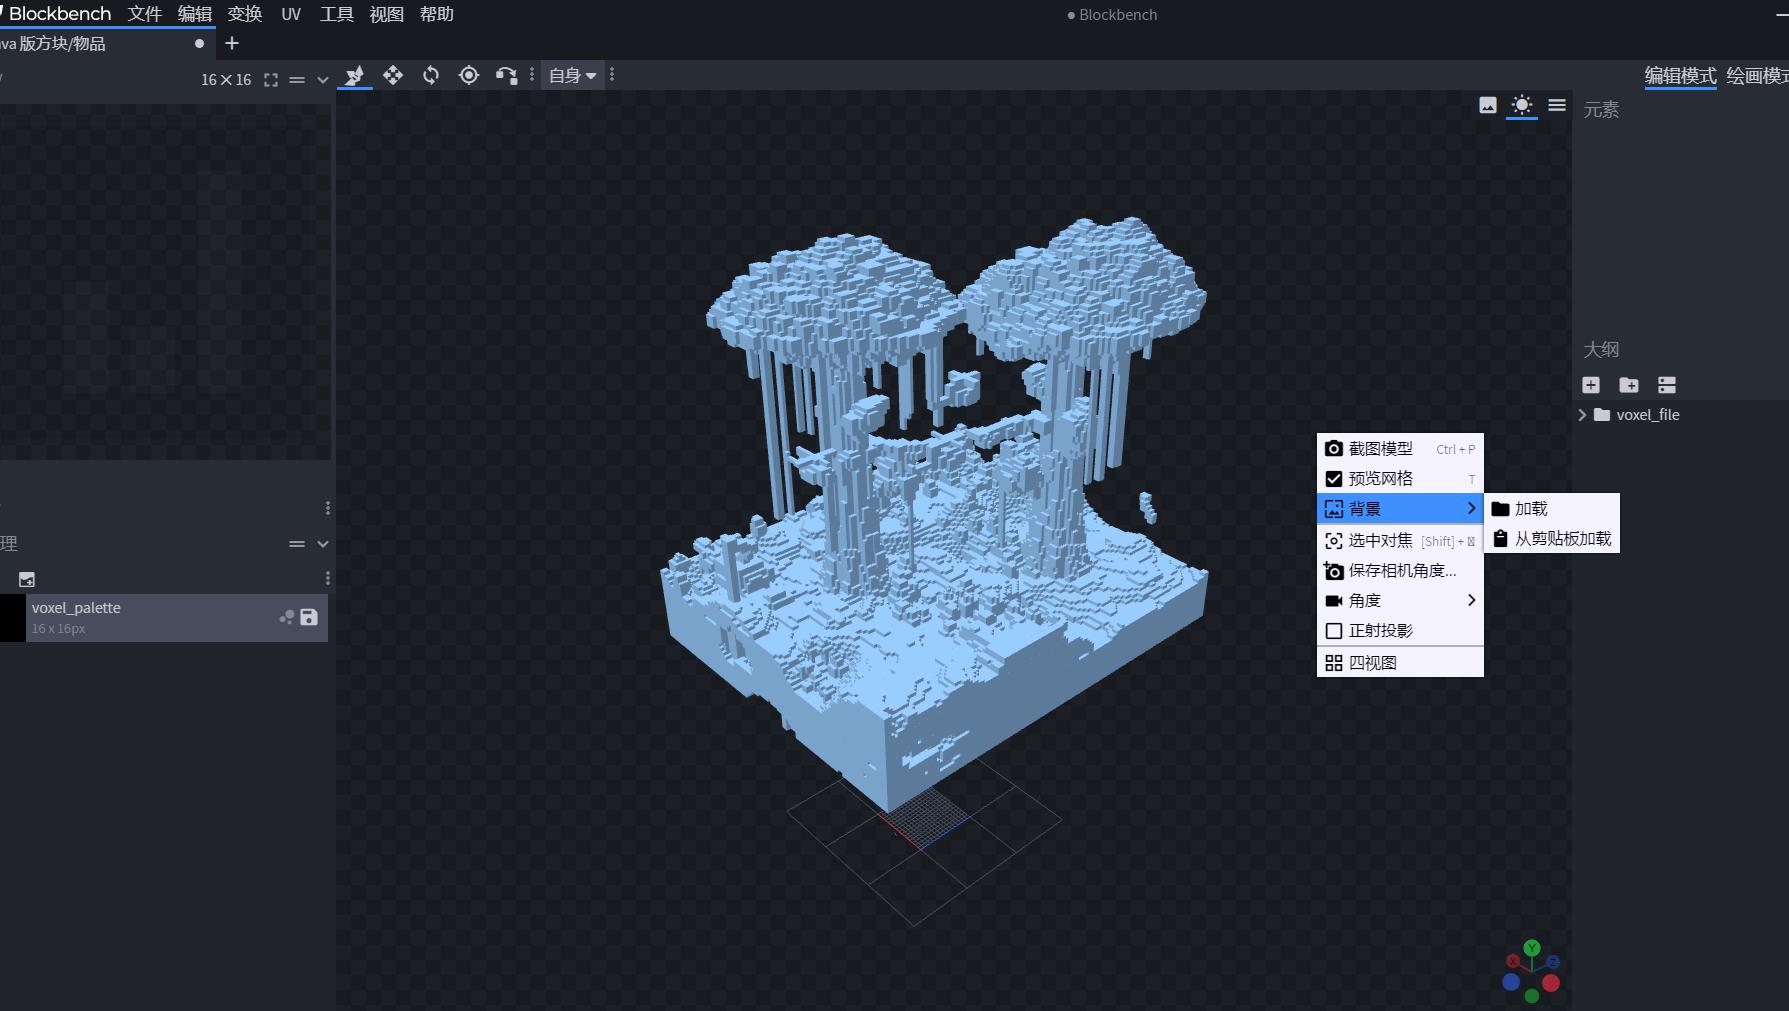 Blockbench 文件 编辑 变换 UV 工具 视图 帮助
Blockbench
va 版方块/物品
16×16
自身
编辑模式 绘画模式
元素
大纲
voxel_file
理
voxel_palette
16 x 16px
截图模型 Ctrl + P
预览网格 T
背景
加载
从剪贴板加载
选中对焦 [Shift] +
保存相机角度...
角度
正射投影
四视图
Y
X
Z